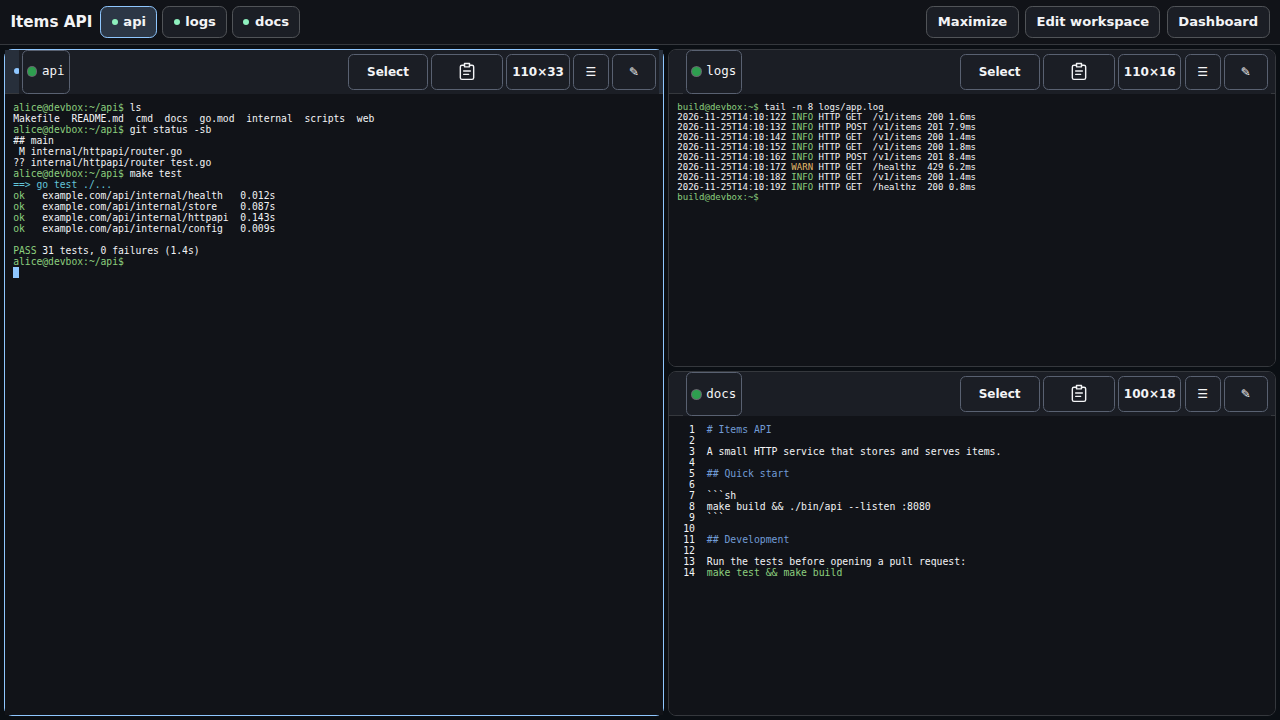 Items API
api
logs
docs
Maximize
Edit workspace
Dashboard
api
Select
110×33
alice@devbox:~/api$ ls
Makefile  README.md  cmd  docs  go.mod  internal  scripts  web
alice@devbox:~/api$ git status -sb
## main
 M internal/httpapi/router.go
?? internal/httpapi/router test.go
alice@devbox:~/api$ make test
==> go test ./...
ok   example.com/api/internal/health   0.012s
ok   example.com/api/internal/store    0.087s
ok   example.com/api/internal/httpapi  0.143s
ok   example.com/api/internal/config   0.009s
PASS 31 tests, 0 failures (1.4s)
alice@devbox:~/api$
logs
Select
110×16
build@devbox:~$ tail -n 8 logs/app.log
2026-11-25T14:10:12Z INFO HTTP GET  /v1/items 200 1.6ms
2026-11-25T14:10:13Z INFO HTTP POST /v1/items 201 7.9ms
2026-11-25T14:10:14Z INFO HTTP GET  /v1/items 200 1.4ms
2026-11-25T14:10:15Z INFO HTTP GET  /v1/items 200 1.8ms
2026-11-25T14:10:16Z INFO HTTP POST /v1/items 201 8.4ms
2026-11-25T14:10:17Z WARN HTTP GET  /healthz  429 6.2ms
2026-11-25T14:10:18Z INFO HTTP GET  /v1/items 200 1.4ms
2026-11-25T14:10:19Z INFO HTTP GET  /healthz  200 0.8ms
build@devbox:~$
docs
Select
100×18
1  # Items API
2
3  A small HTTP service that stores and serves items.
4
5  ## Quick start
6
7  ```sh
8  make build && ./bin/api --listen :8080
9  ```
10
11  ## Development
12
13  Run the tests before opening a pull request:
14  make test && make build